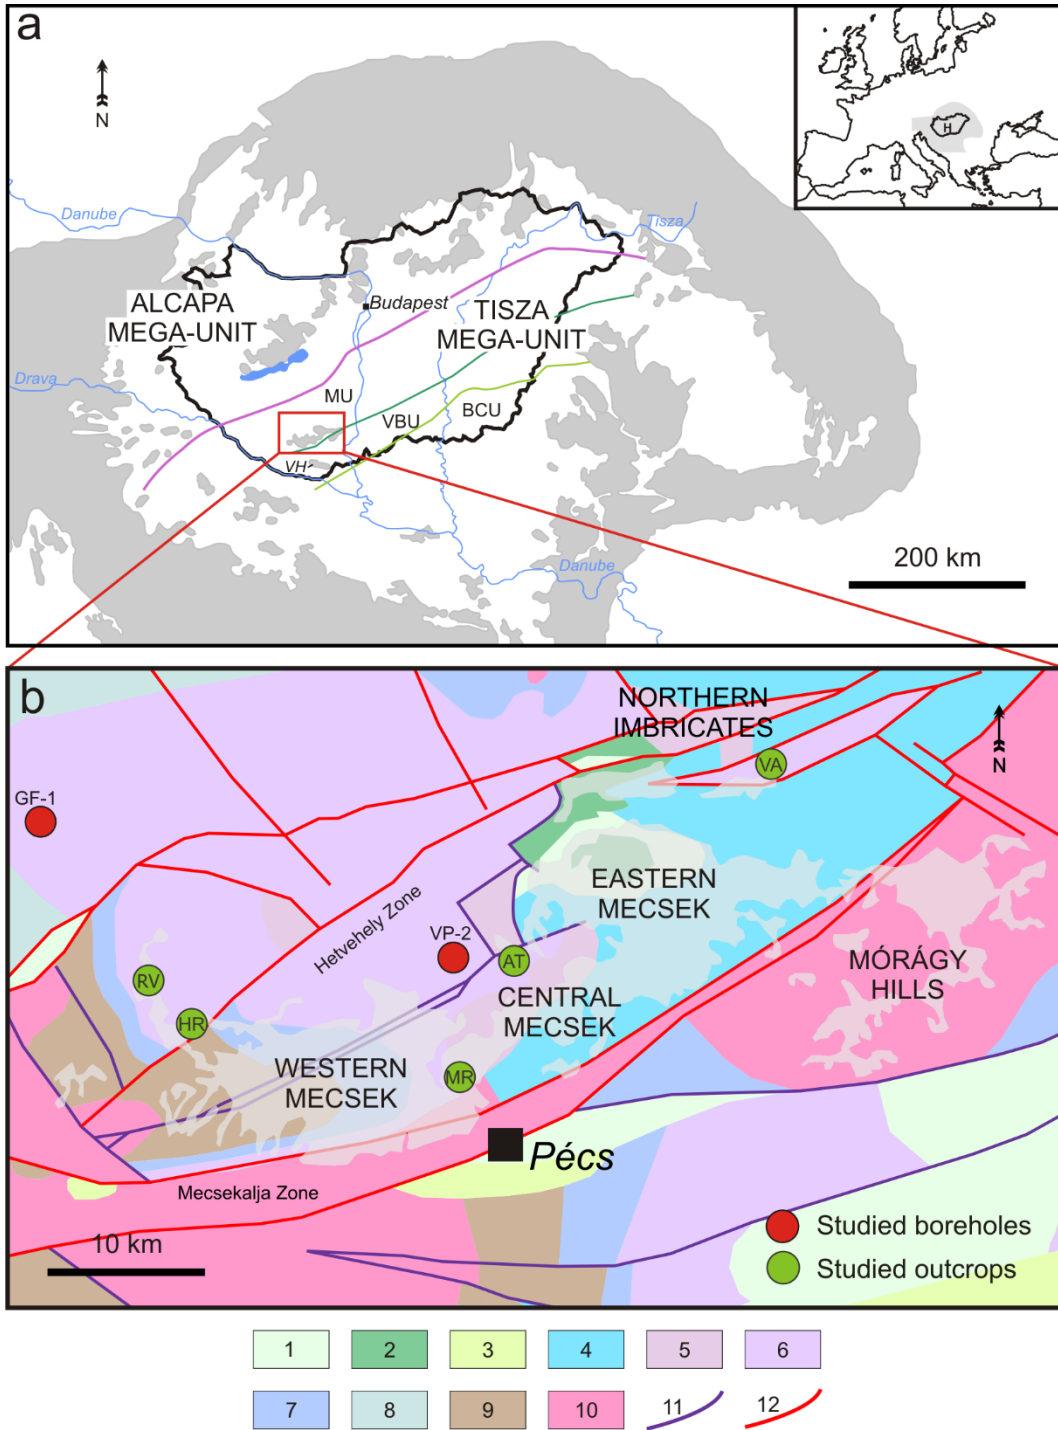 a
N
H
Danube
Tisza
ALCAPA
MEGA-UNIT
Budapest
TISZA
MEGA-UNIT
Drava
MU
VBU
BCU
VH
Danube
200 km
b
NORTHERN
IMBRICATES
N
VA
GF-1
EASTERN
MECSEK
Hetvehely Zone
VP-2
AT
RV
MÓRÁGY
HILLS
CENTRAL
MECSEK
HR
WESTERN
MECSEK
MR
Pécs
Mecsekalja Zone
10 km
Studied boreholes
Studied outcrops
1 2 3 4 5 6
7 8 9 10 11 12